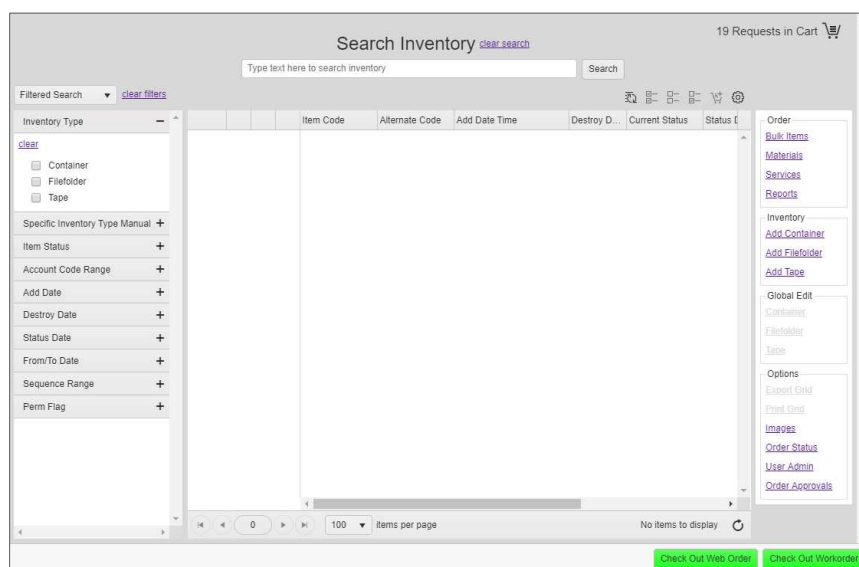 19 Requests in Cart
Search Inventory clear search
Type text here to search inventory
Search
Filtered Search
clear filters
Inventory Type
clear
Container
Filefolder
Tape
Specific Inventory Type Manual
Item Status
Account Code Range
Add Date
Destroy Date
Status Date
From/To Date
Sequence Range
Perm Flag
Item Code Alternate Code Add Date Time Destroy D... Current Status Status D
0
100 items per page
No items to display
Order
Bulk Items
Materials
Services
Reports
Inventory
Add Container
Add Filefolder
Add Tape
Global Edit
Container
Filefolder
Tape
Options
Export Grid
Print Grid
Images
Order Status
User Admin
Order Approvals
Check Out Web Order
Check Out Workorder